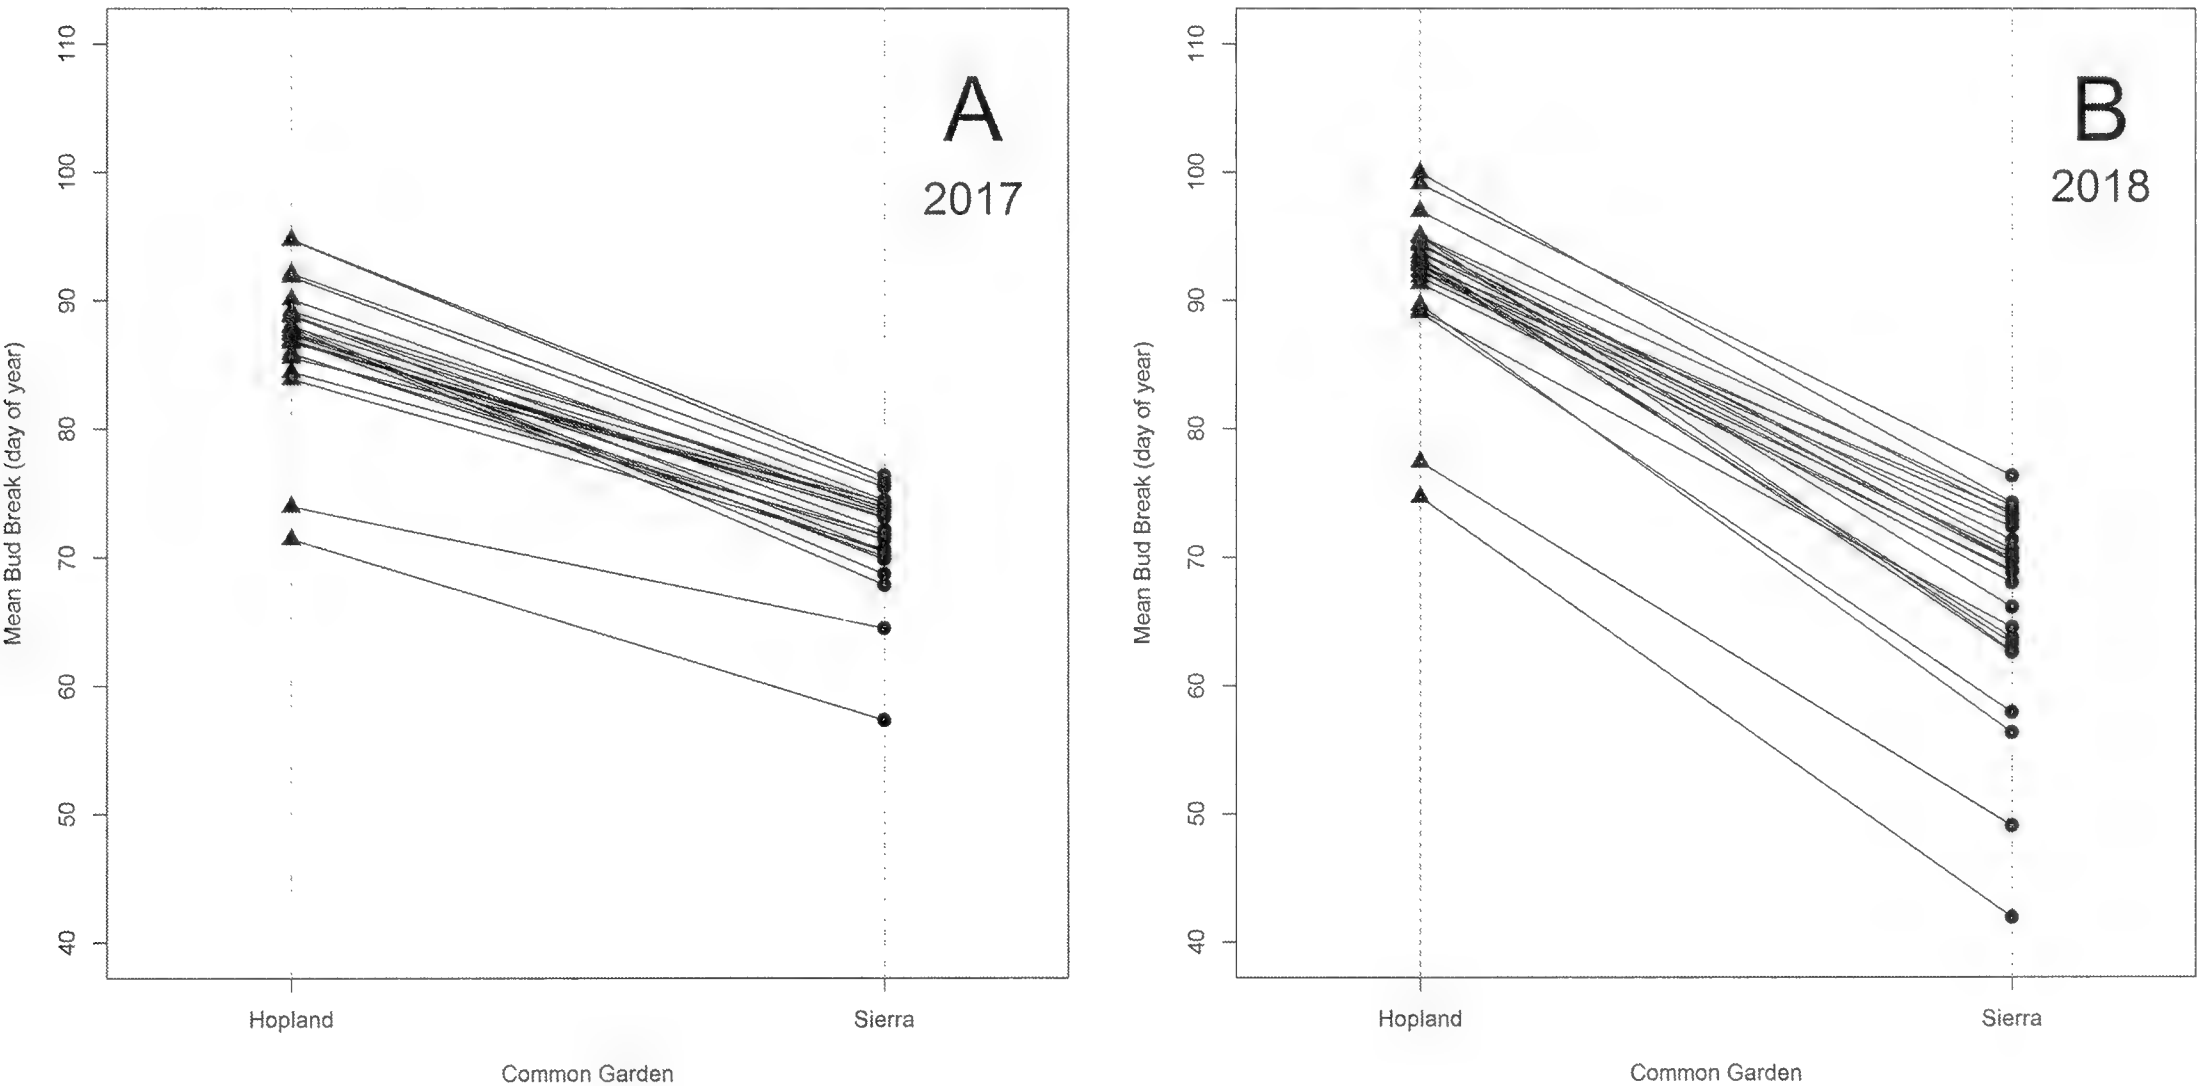 A
2017
Mean Bud Break (day of year)
110
100
90
80
70
60
50
40
Hopland
Sierra
Common Garden
B
2018
Mean Bud Break (day of year)
110
100
90
80
70
60
50
40
Hopland
Sierra
Common Garden